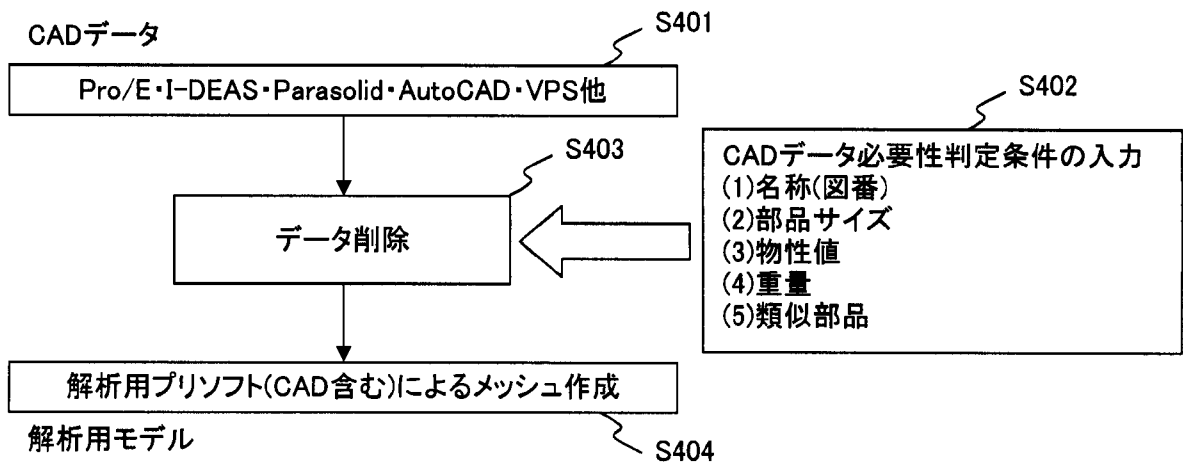 CADデータ
S401
Pro/E・I-DEAS・Parasolid・AutoCAD・VPS他
S402
S403
CADデータ必要性判定条件の入力
(1)名称(図番)
(2)部品サイズ
(3)物性値
(4)重量
(5)類似部品
データ削除
解析用プリソフト(CAD含む)によるメッシュ作成
解析用モデル
S404